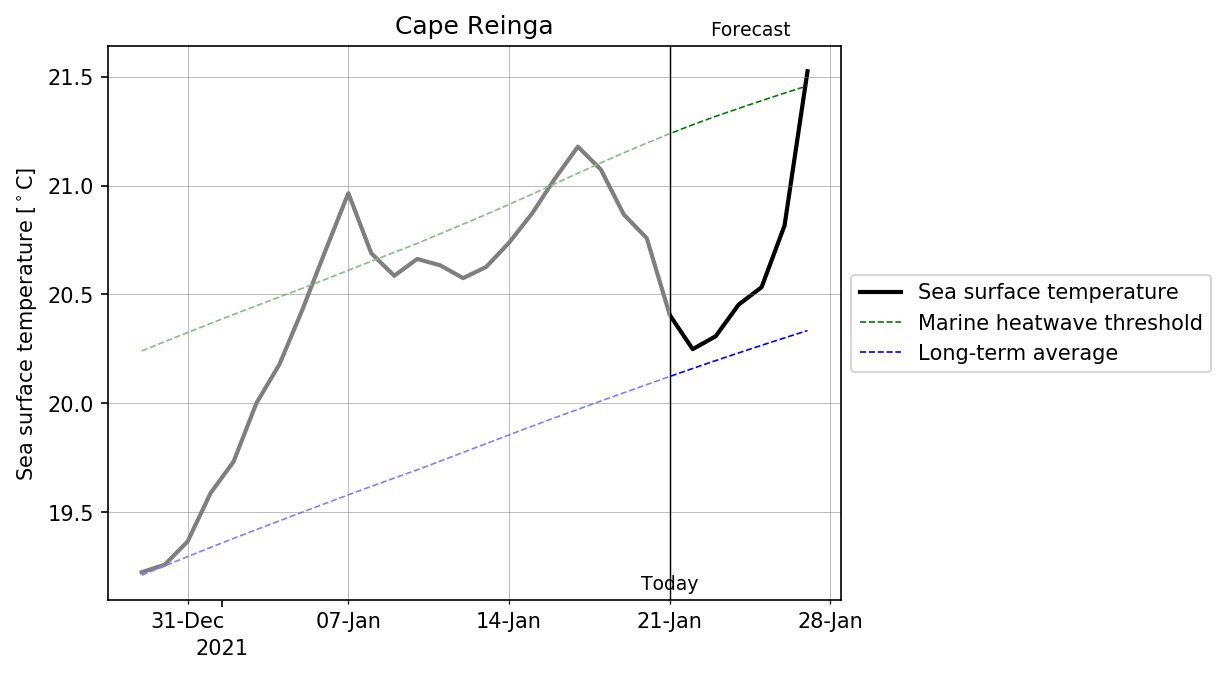 Cape Reinga
Forecast
Sea surface temperature [°C]
21.5
21.0
20.5
20.0
19.5
Today
31-Dec
07-Jan
14-Jan
21-Jan
28-Jan
2021
Sea surface temperature
Marine heatwave threshold
Long-term average